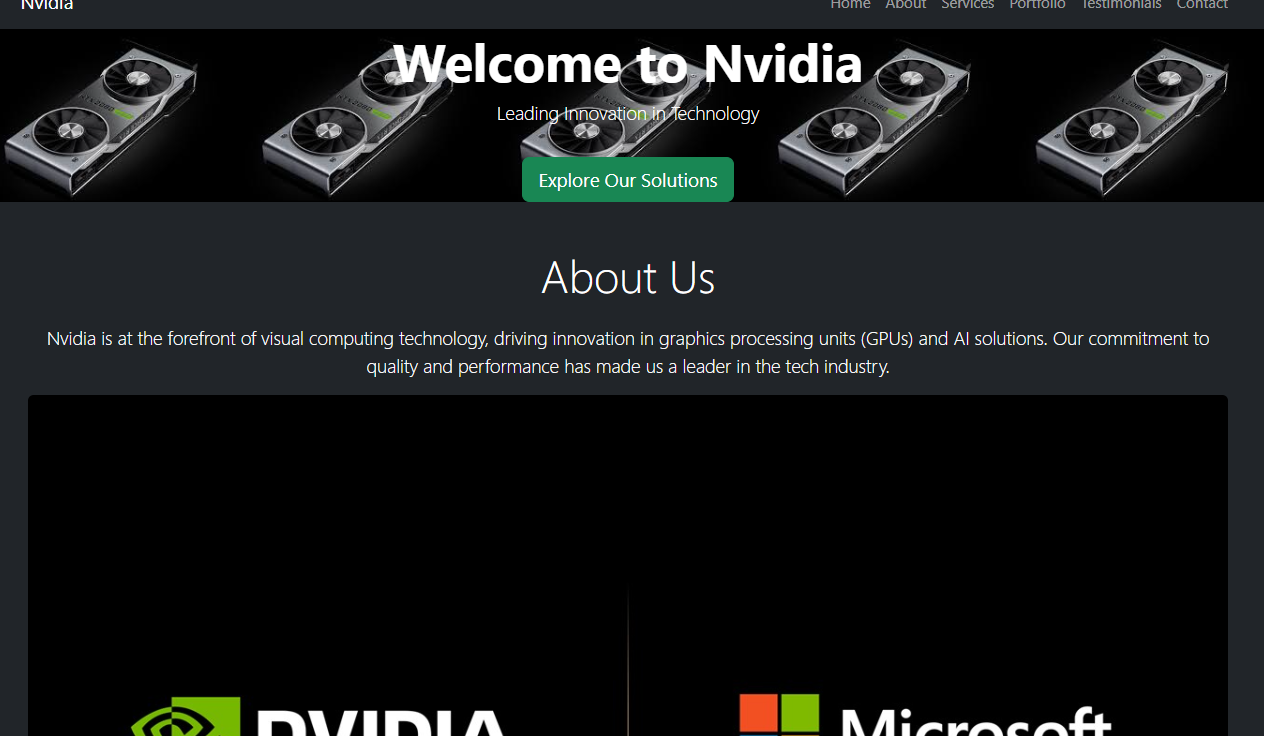 Nvidia
Home About Services Portfolio Testimonials Contact
Welcome to Nvidia
Leading Innovation in Technology
Explore Our Solutions
About Us
Nvidia is at the forefront of visual computing technology, driving innovation in graphics processing units (GPUs) and AI solutions. Our commitment to
quality and performance has made us a leader in the tech industry.
NVIDIA Microsoft